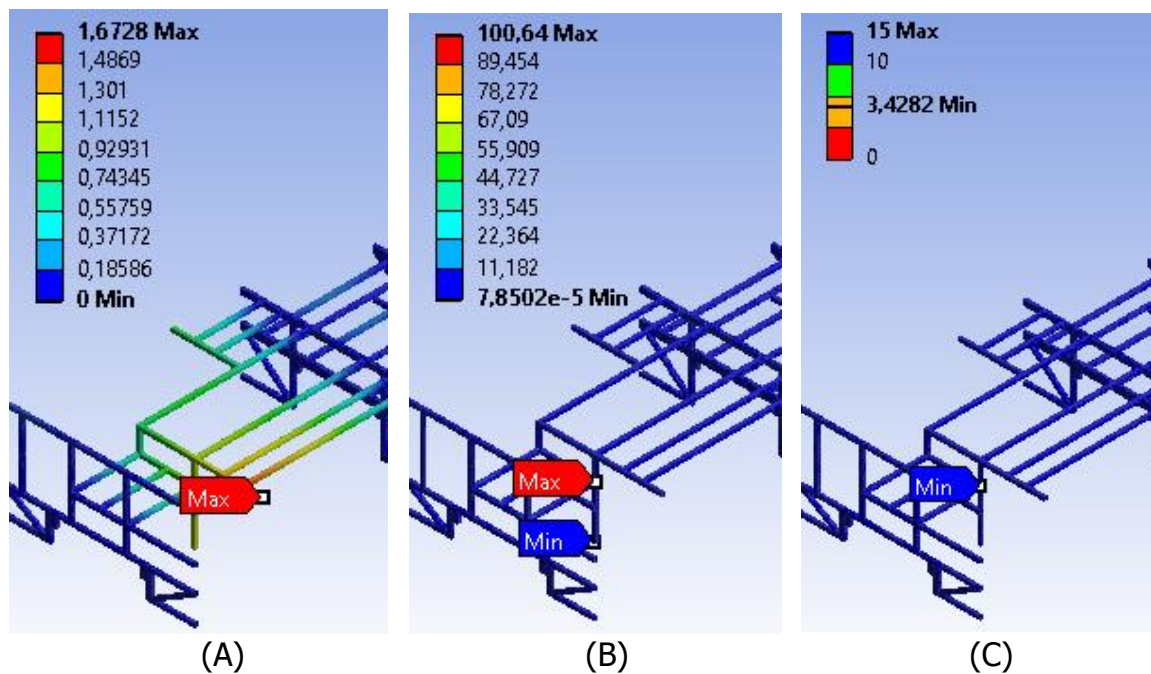 1,6728 Max
1,4869
1,301
1,1152
0,92931
0,74345
0,55759
0,37172
0,18586
0 Min
Max
(A)
100,64 Max
89,454
78,272
67,09
55,909
44,727
33,545
22,364
11,182
7,8502e-5 Min
Max
Min
(B)
15 Max
10
3,4282 Min
0
Min
(C)